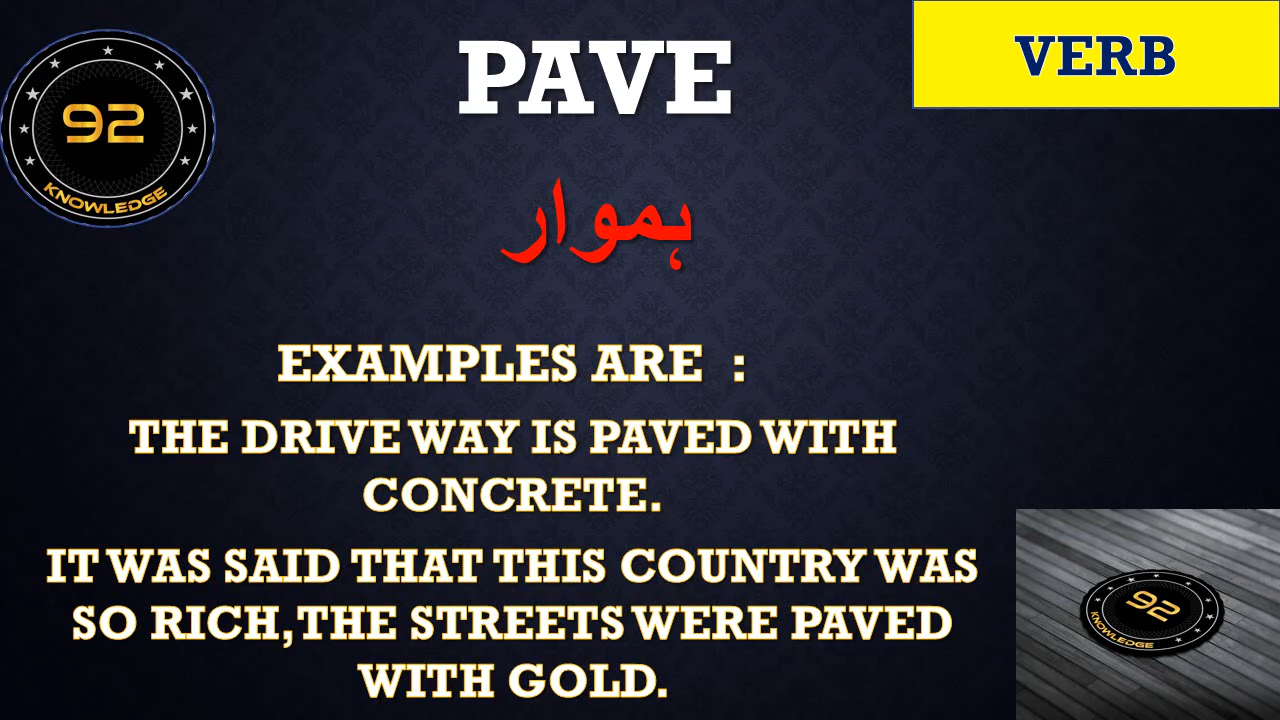 92
KNOWLEDGE
PAVE
VERB
ہموار
EXAMPLES ARE :
THE DRIVE WAY IS PAVED WITH
CONCRETE.
IT WAS SAID THAT THIS COUNTRY WAS
SO RICH,THE STREETS WERE PAVED
WITH GOLD.
92
KNOWLEDGE